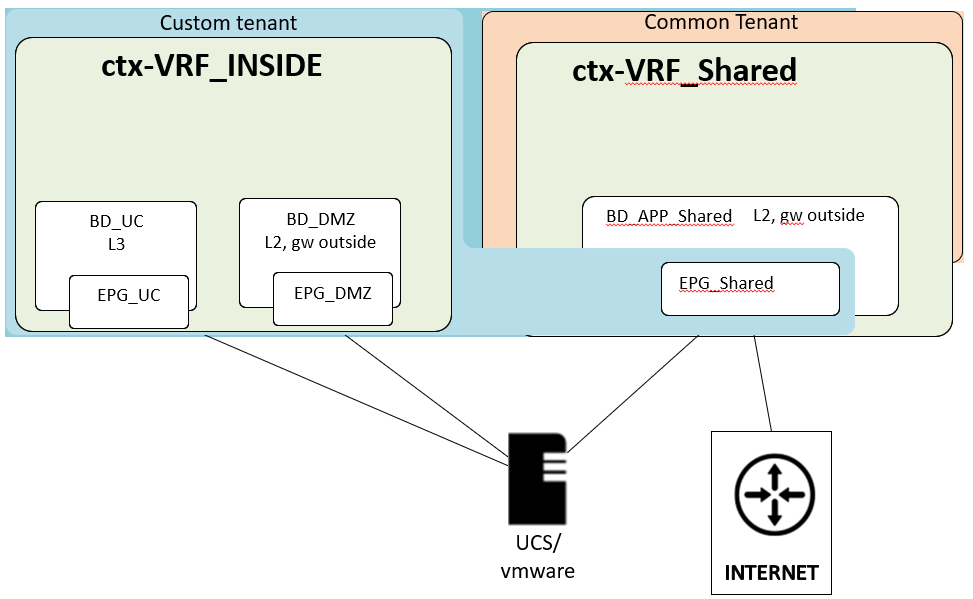 Custom tenant
ctx-VRF_INSIDE
BD_UC
L3
EPG_UC
BD_DMZ
L2, gw outside
EPG_DMZ
Common Tenant
ctx-VRF_Shared
BD_APP_Shared L2, gw outside
EPG_Shared
UCS/
vmware
INTERNET